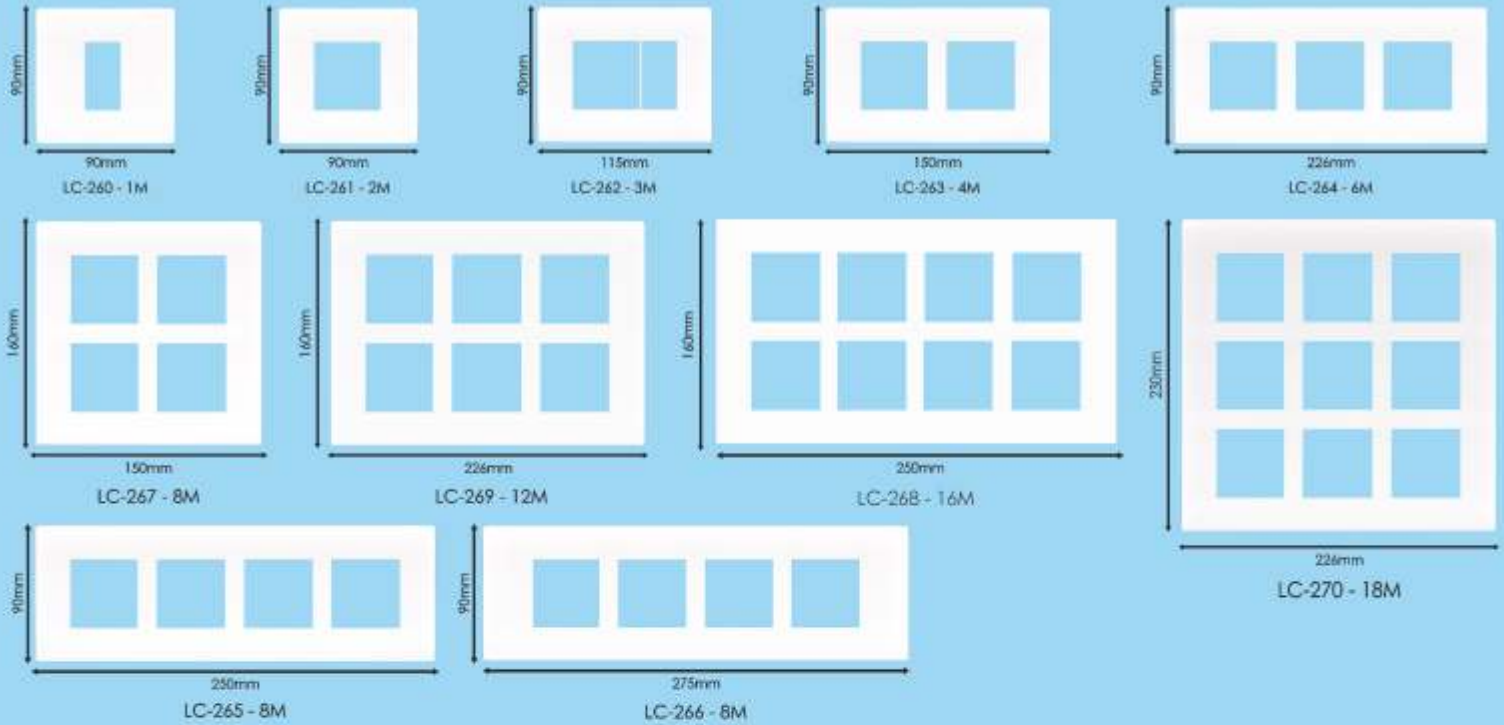 90mm
90mm
LC-260 - 1M
90mm
90mm
LC-261 - 2M
90mm
115mm
LC-262 - 3M
90mm
150mm
LC-263 - 4M
90mm
226mm
LC-264 - 6M
160mm
150mm
LC-267 - 8M
160mm
226mm
LC-269 - 12M
160mm
250mm
LC-268 - 16M
230mm
226mm
LC-270 - 18M
90mm
250mm
LC-265 - 8M
90mm
275mm
LC-266 - 8M